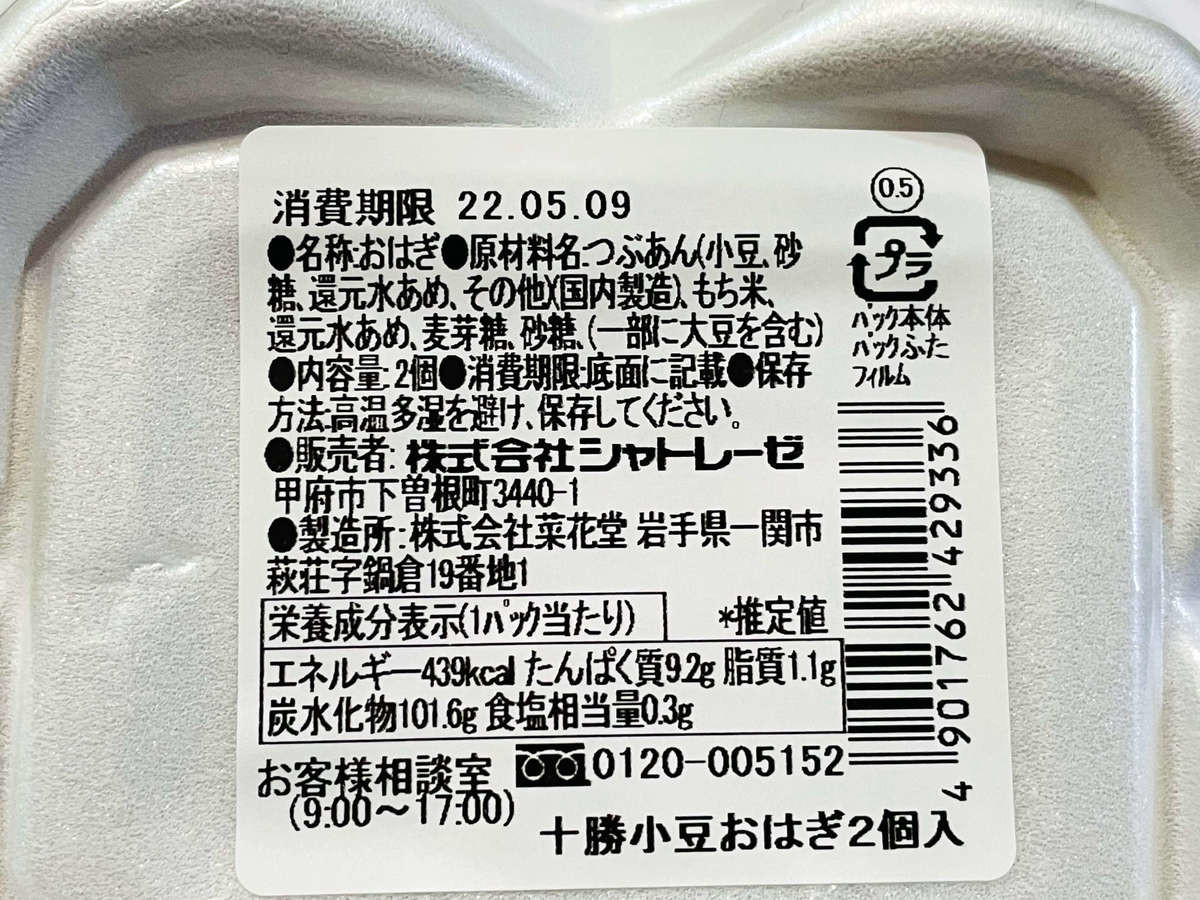 消費期限 22.05.09
●名称:おはぎ●原材料名:つぶあん(小豆、砂
糖、還元水あめ、その他)(国内製造)、もち米、
還元水あめ、麦芽糖、砂糖、(一部に大豆を含む)
●内容量:2個●消費期限:底面に記載●保存
方法:高温多湿を避け、保存してください。
●販売者:株式会社シャトレーゼ
甲府市下曽根町3440-1
●製造所:株式会社菜花堂 岩手県一関市
萩荘字鍋倉19番地1
栄養成分表示(1パック当たり) *推定値
エネルギー439kcal たんぱく質9.2g 脂質1.1g
炭水化物101.6g 食塩相当量0.3g
お客様相談室 0120-005152
(9:00〜17:00)
十勝小豆おはぎ2個入
0.5
プラ
パック本体
パックふた
フィルム
4 901762 429336